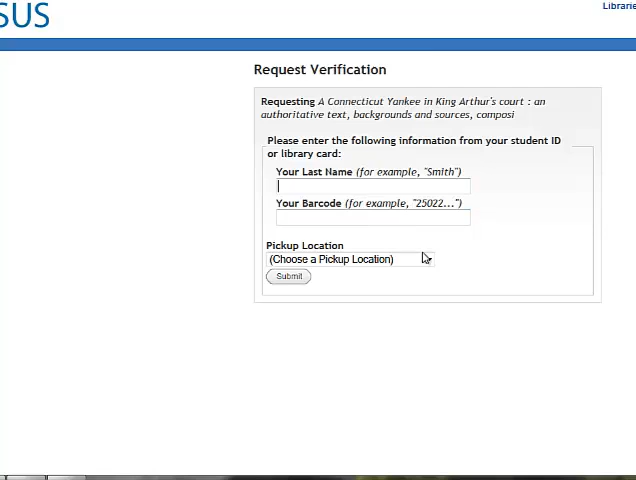 SUS
Librarie
Request Verification
Requesting A Connecticut Yankee in King Arthur's court : an
authoritative text, backgrounds and sources, composi
Please enter the following information from your student ID
or library card:
Your Last Name (for example, "Smith")
Your Barcode (for example, "25022...")
Pickup Location
(Choose a Pickup Location)
Submit